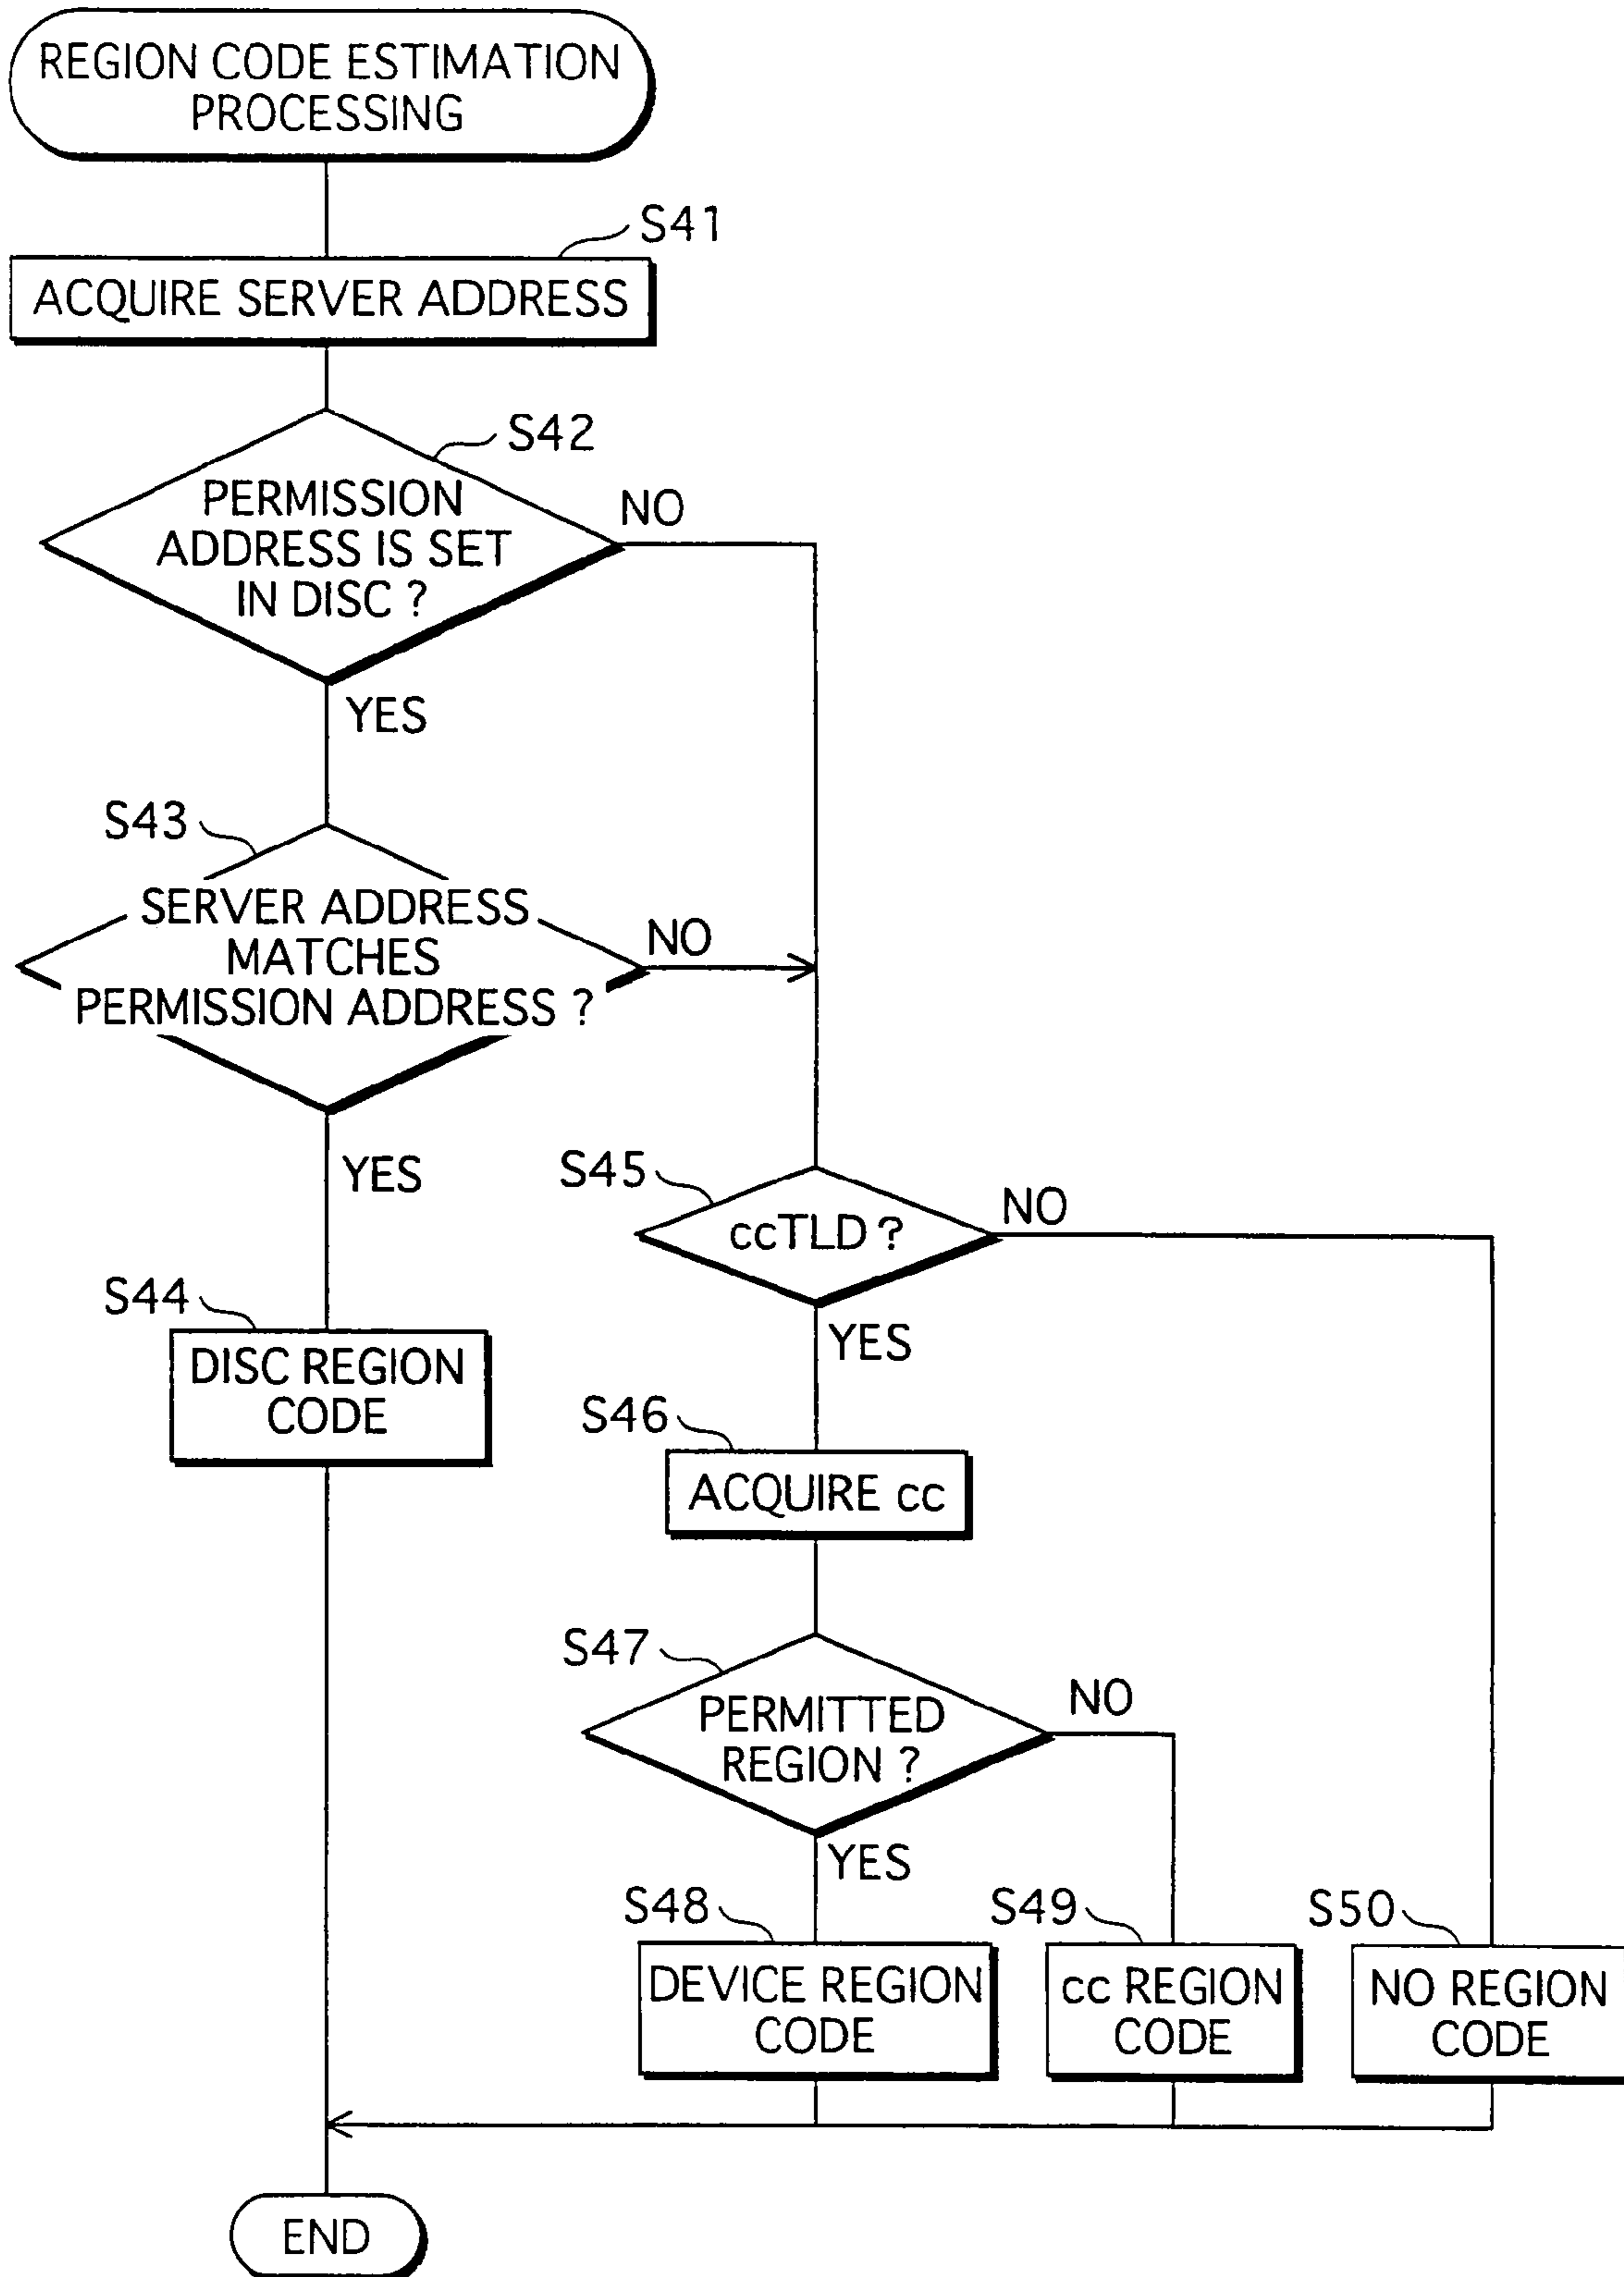 REGION CODE ESTIMATION
PROCESSING
S41
ACQUIRE SERVER ADDRESS
S42
PERMISSION
ADDRESS IS SET
IN DISC ?
NO
YES
S43
SERVER ADDRESS
MATCHES
PERMISSION ADDRESS ?
NO
YES
S44
DISC REGION
CODE
S45
ccTLD ?
NO
YES
S46
ACQUIRE cc
S47
PERMITTED
REGION ?
NO
YES
S48
DEVICE REGION
CODE
S49
cc REGION
CODE
S50
NO REGION
CODE
END